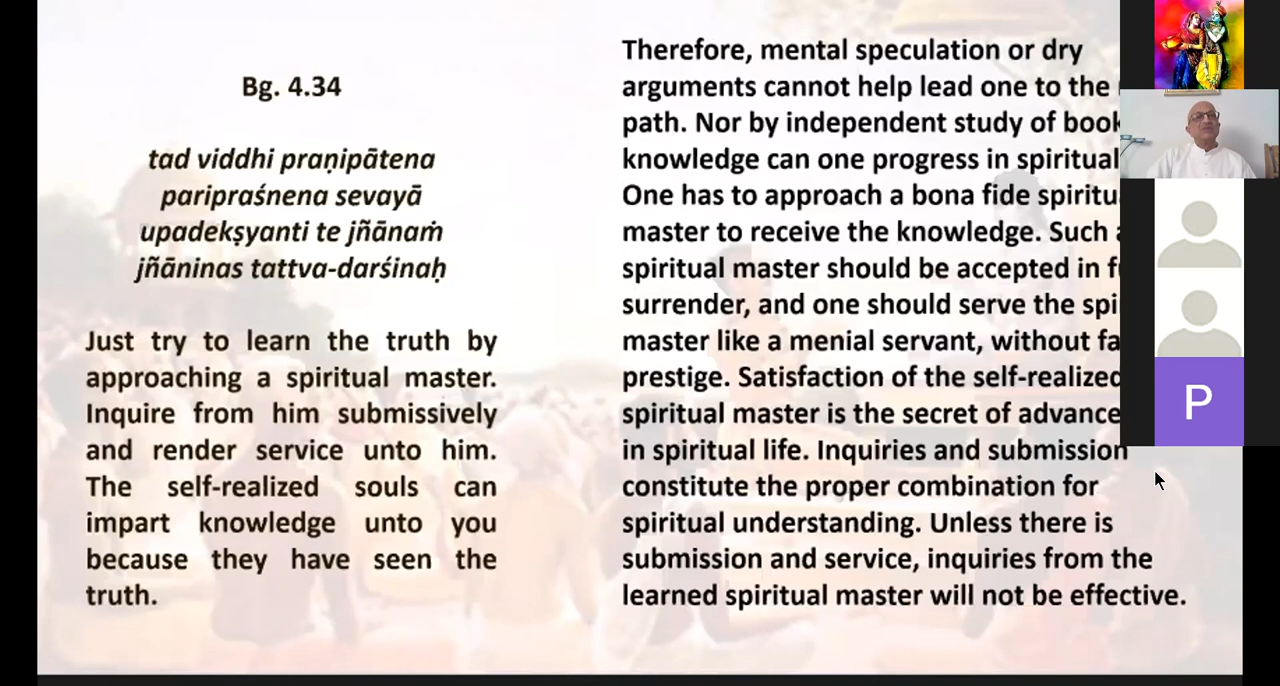 Bg. 4.34
tad viddhi praṇipātena
paripraśnena sevayā
upadekṣyanti te jñānaṁ
jñāninas tattva-darśinaḥ
Just try to learn the truth by
approaching a spiritual master.
Inquire from him submissively
and render service unto him.
The self-realized souls can
impart knowledge unto you
because they have seen the
truth.
Therefore, mental speculation or dry
arguments cannot help lead one to the
path. Nor by independent study of book
knowledge can one progress in spiritual
One has to approach a bona fide spiritu
master to receive the knowledge. Such
spiritual master should be accepted in
surrender, and one should serve the spi
master like a menial servant, without fa
prestige. Satisfaction of the self-realized
spiritual master is the secret of advance
in spiritual life. Inquiries and submission
constitute the proper combination for
spiritual understanding. Unless there is
submission and service, inquiries from the
learned spiritual master will not be effective.
P